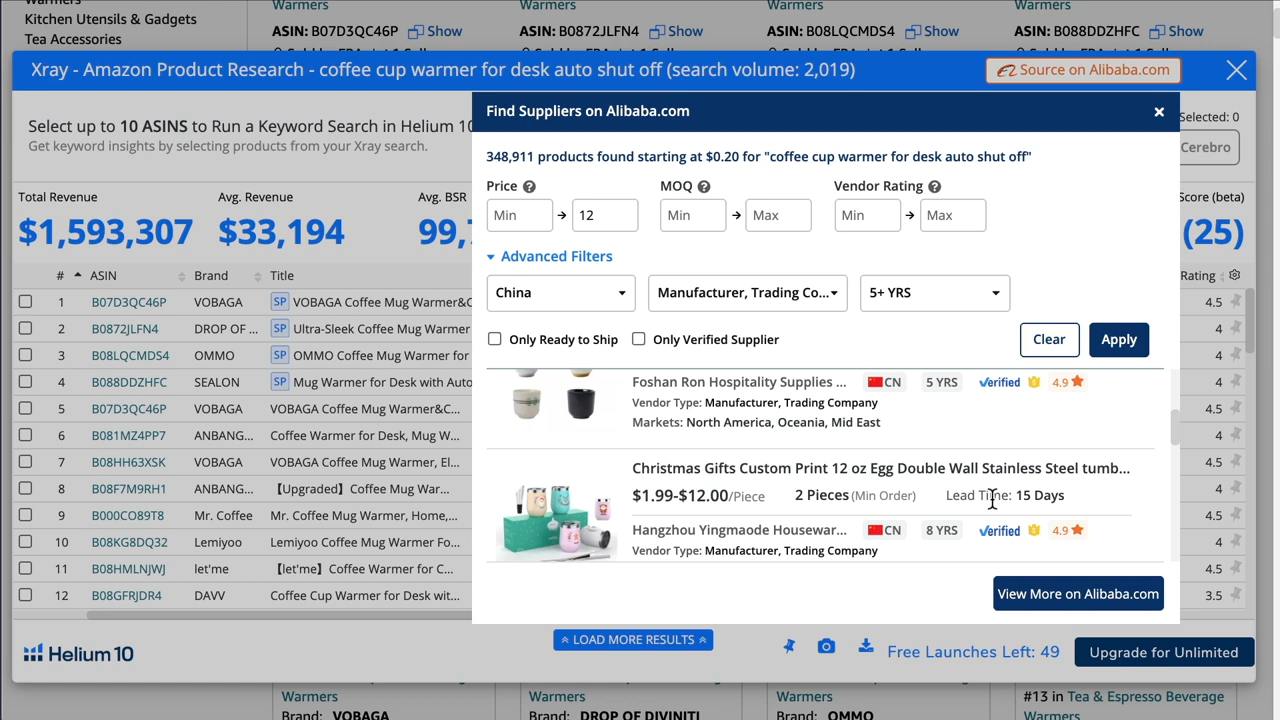 Kitchen Utensils & Gadgets
Tea Accessories
Warmers
Warmers
Warmers
Warmers
ASIN: B07D3QC46P Show
ASIN: B0872JLFN4 Show
ASIN: B08LQCMDS4 Show
ASIN: B088DDZHFC Show
Xray - Amazon Product Research - coffee cup warmer for desk auto shut off (search volume: 2,019)
Source on Alibaba.com
Select up to 10 ASINS to Run a Keyword Search in Helium 10
Get keyword insights by selecting products from your Xray search.
Selected: 0
Cerebro
Total Revenue
$1,593,307
Avg. Revenue
$33,194
Avg. BSR
99,
Score (beta)
(25)
# ASIN Brand Title
Rating
1 B07D3QC46P VOBAGA SP VOBAGA Coffee Mug Warmer&C 4.5
2 B0872JLFN4 DROP OF ... SP Ultra-Sleek Coffee Mug Warmer 4
3 B08LQCMDS4 OMMO SP OMMO Coffee Mug Warmer for 4
4 B088DDZHFC SEALON SP Mug Warmer for Desk with Auto 4
5 B07D3QC46P VOBAGA VOBAGA Coffee Mug Warmer&C... 4.5
6 B081MZ4PP7 ANBANG... Coffee Warmer for Desk, Mug W... 4
7 B08HH63XSK VOBAGA VOBAGA Coffee Mug Warmer, El... 4.5
8 B08F7M9RH1 ANBANG... 【Upgraded】Coffee Mug War... 4
9 B000CO89T8 Mr. Coffee Mr. Coffee Mug Warmer, Home,... 4.5
10 B08KG8DQ32 Lemiyoo Lemiyoo Coffee Mug Warmer Fo... 4
11 B08HMLNJWJ let'me 【let'me】Coffee Warmer for C... 4.5
12 B08GFRJDR4 DAVV Coffee Cup Warmer for Desk wit... 3.5
Find Suppliers on Alibaba.com
348,911 products found starting at $0.20 for "coffee cup warmer for desk auto shut off"
Price ? MOQ ? Vendor Rating ?
Min 12 Min Max Min Max
Advanced Filters
China
Manufacturer, Trading Co...
5+ YRS
Only Ready to Ship
Only Verified Supplier
Clear
Apply
Foshan Ron Hospitality Supplies ... CN 5 YRS Verified 4.9
Vendor Type: Manufacturer, Trading Company
Markets: North America, Oceania, Mid East
Christmas Gifts Custom Print 12 oz Egg Double Wall Stainless Steel tumb...
$1.99-$12.00/Piece 2 Pieces (Min Order) Lead Time: 15 Days
Hangzhou Yingmaode Housewar... CN 8 YRS Verified 4.9
Vendor Type: Manufacturer, Trading Company
View More on Alibaba.com
LOAD MORE RESULTS
Helium 10
Free Launches Left: 49
Upgrade for Unlimited
Warmers
Warmers
Warmers
#13 in Tea & Espresso Beverage
Warmers
Brand: VOBAGA
Brand: DROP OF DIVINITI
Brand: OMMO